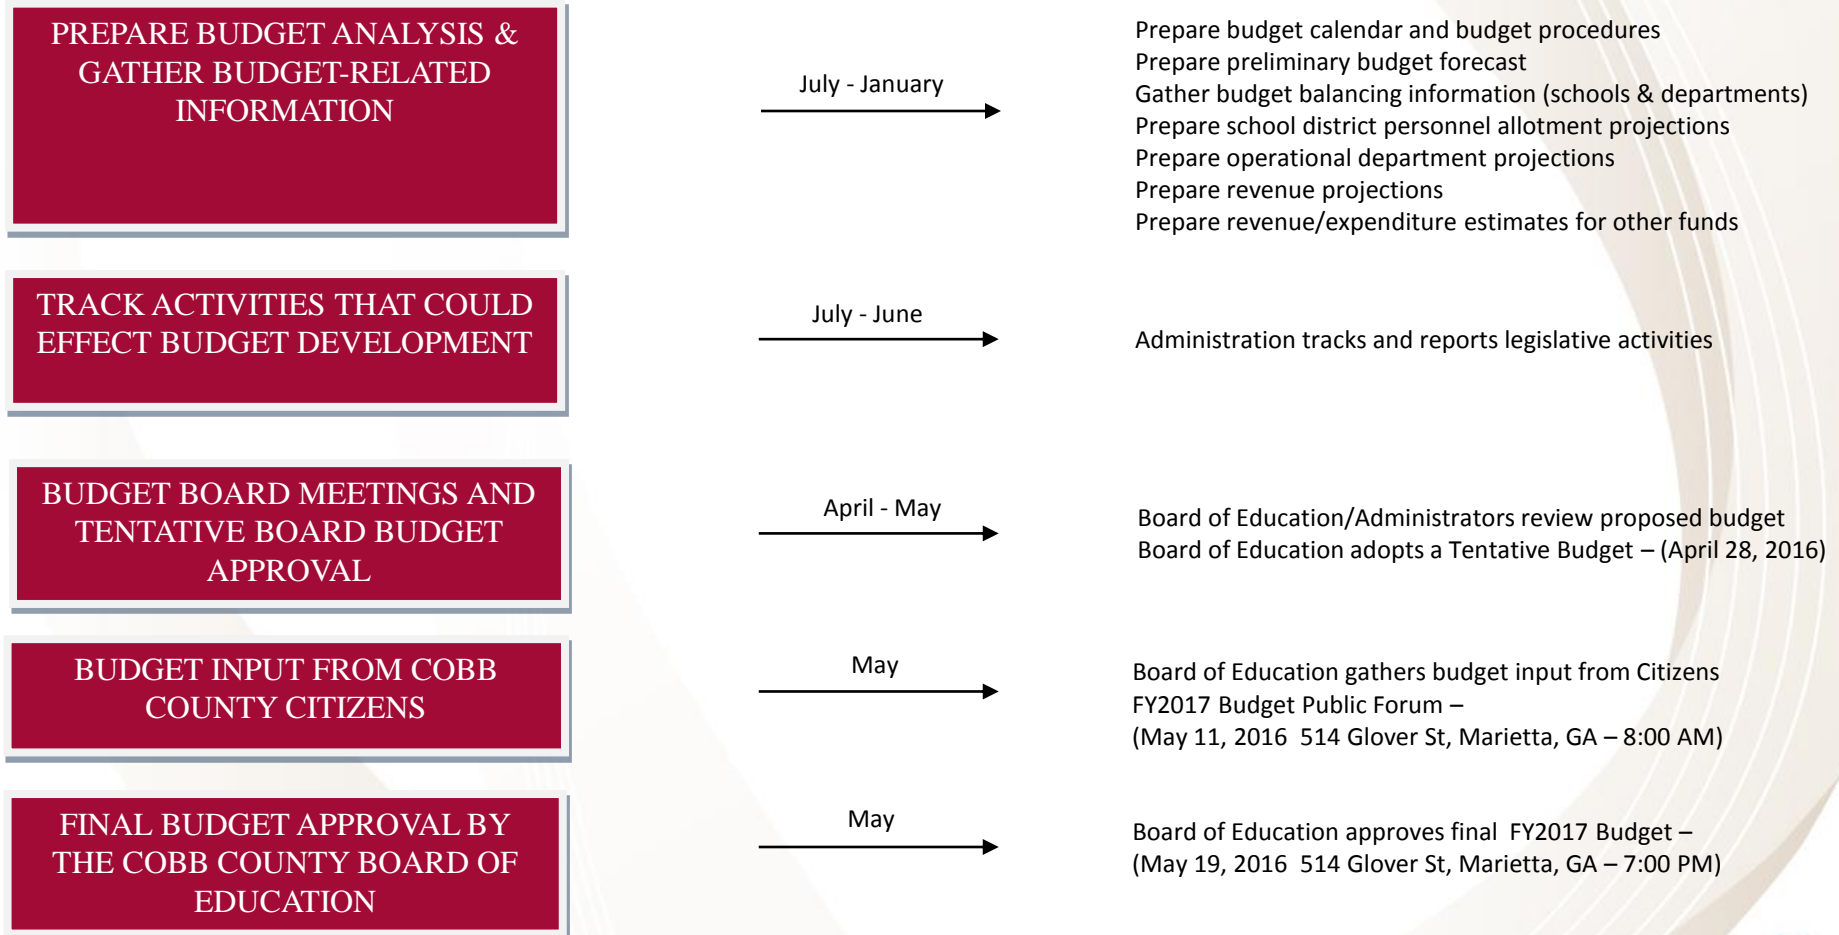 PREPARE BUDGET ANALYSIS &
GATHER BUDGET-RELATED
INFORMATION
July - January
Prepare budget calendar and budget procedures
Prepare preliminary budget forecast
Gather budget balancing information (schools & departments)
Prepare school district personnel allotment projections
Prepare operational department projections
Prepare revenue projections
Prepare revenue/expenditure estimates for other funds
TRACK ACTIVITIES THAT COULD
EFFECT BUDGET DEVELOPMENT
July - June
Administration tracks and reports legislative activities
BUDGET BOARD MEETINGS AND
TENTATIVE BOARD BUDGET
APPROVAL
April - May
Board of Education/Administrators review proposed budget
Board of Education adopts a Tentative Budget – (April 28, 2016)
BUDGET INPUT FROM COBB
COUNTY CITIZENS
May
Board of Education gathers budget input from Citizens
FY2017 Budget Public Forum –
(May 11, 2016  514 Glover St, Marietta, GA – 8:00 AM)
FINAL BUDGET APPROVAL BY
THE COBB COUNTY BOARD OF
EDUCATION
May
Board of Education approves final  FY2017 Budget –
(May 19, 2016  514 Glover St, Marietta, GA – 7:00 PM)